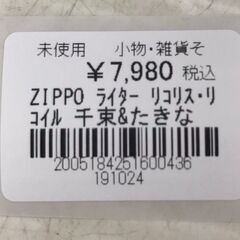 未使用 小物・雑貨そ
￥7,980 税込
ZIPPO ライター リコリス・リ
コイル 千束&たきな
2005184251600436
191024